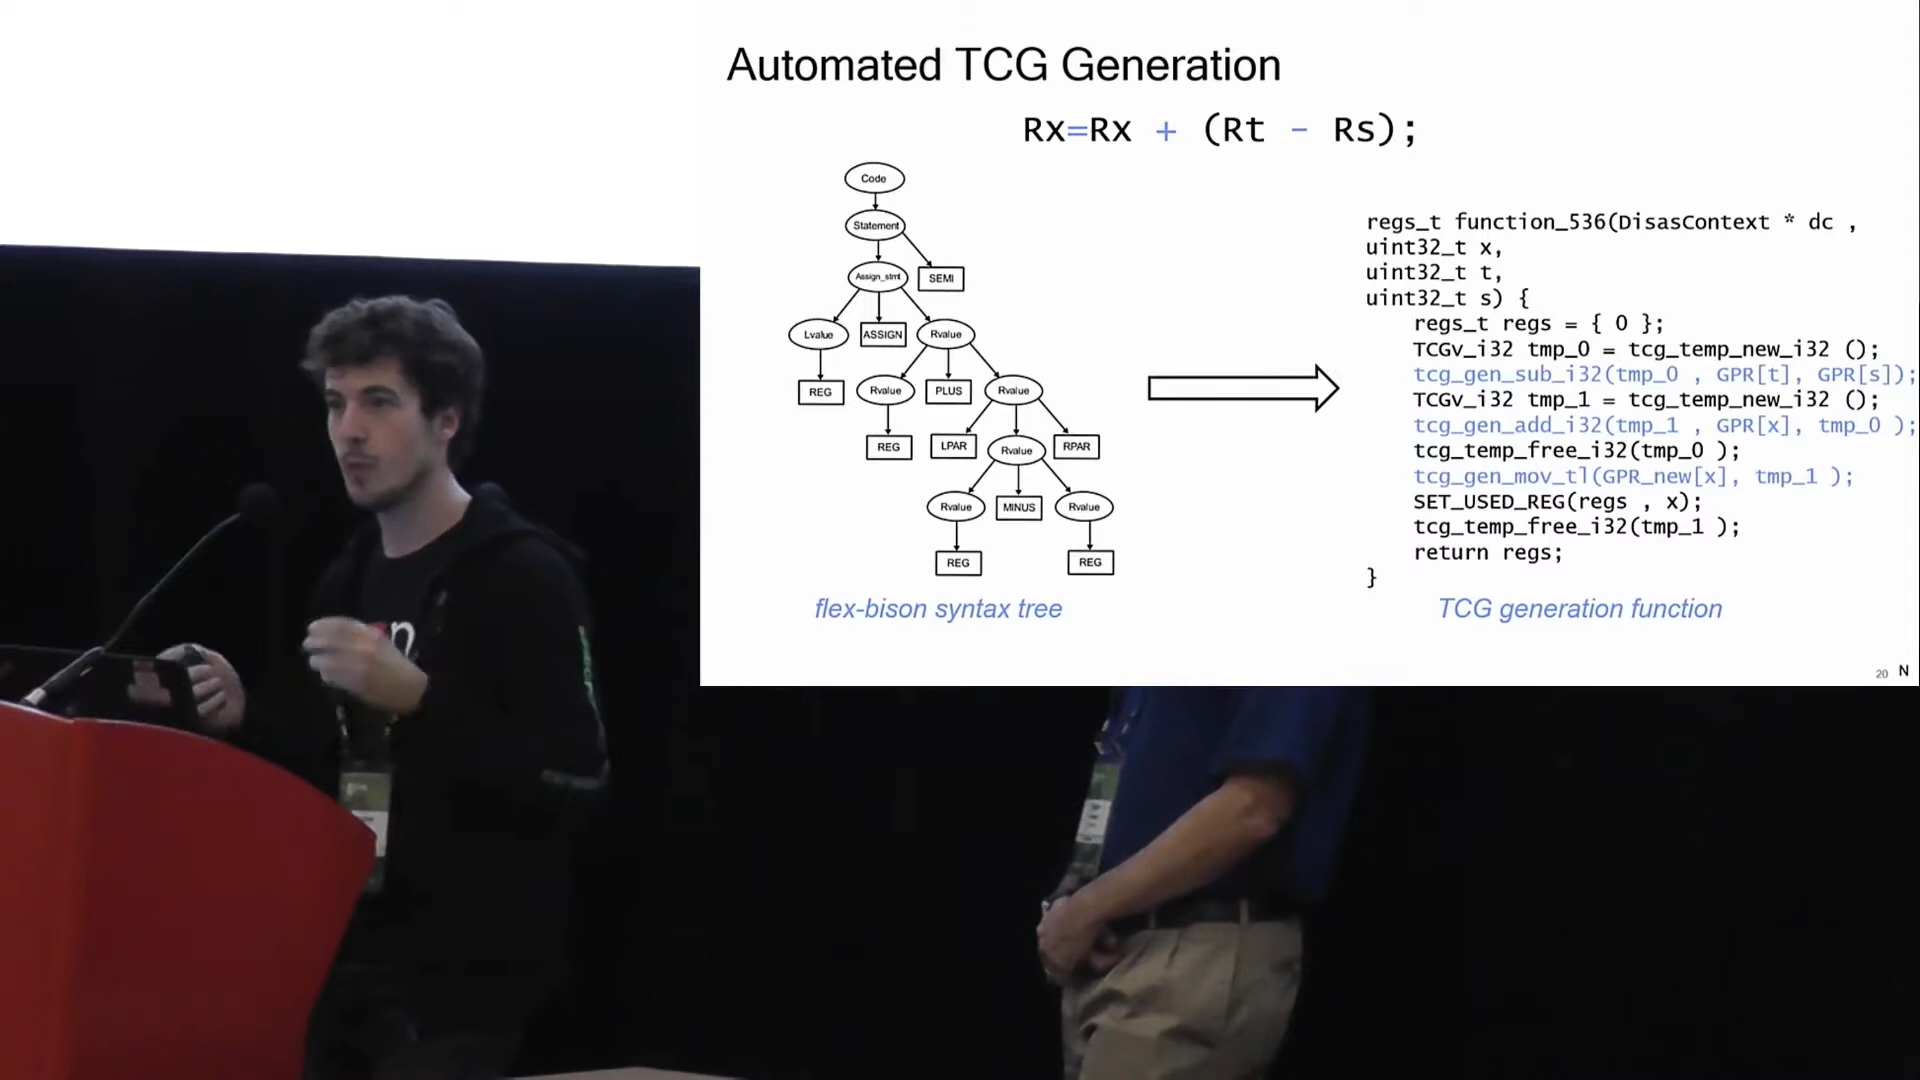 Automated TCG Generation
Rx=Rx + (Rt - Rs);
Code
Statement
Assign_stmt
SEMI
Lvalue
ASSIGN
Rvalue
REG
Rvalue
PLUS
Rvalue
REG
LPAR
Rvalue
RPAR
Rvalue
MINUS
Rvalue
REG
REG
flex-bison syntax tree
regs_t function_536(DisasContext * dc ,
uint32_t x,
uint32_t t,
uint32_t s) {
regs_t regs = { 0 };
TCGv_i32 tmp_0 = tcg_temp_new_i32 ();
tcg_gen_sub_i32(tmp_0 , GPR[t], GPR[s]);
TCGv_i32 tmp_1 = tcg_temp_new_i32 ();
tcg_gen_add_i32(tmp_1 , GPR[x], tmp_0 );
tcg_temp_free_i32(tmp_0 );
tcg_gen_mov_tl(GPR_new[x], tmp_1 );
SET_USED_REG(regs , x);
tcg_temp_free_i32(tmp_1 );
return regs;
}
TCG generation function
20 N